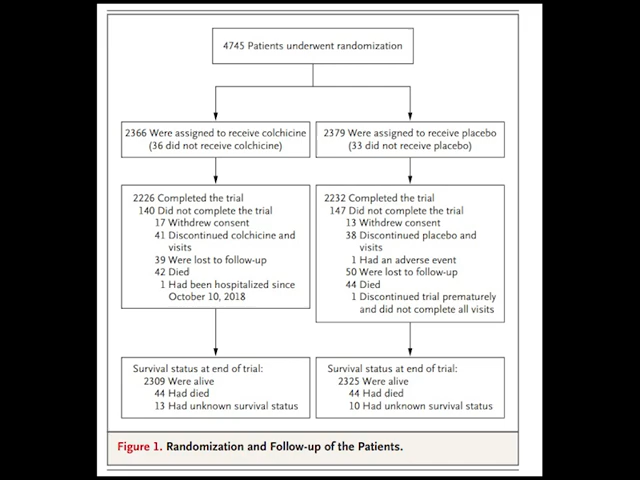 4745 Patients underwent randomization
2366 Were assigned to receive colchicine
(36 did not receive colchicine)
2379 Were assigned to receive placebo
(33 did not receive placebo)
2226 Completed the trial
140 Did not complete the trial
17 Withdrew consent
41 Discontinued colchicine and
visits
39 Were lost to follow-up
42 Died
1 Had been hospitalized since
October 10, 2018
2232 Completed the trial
147 Did not complete the trial
13 Withdrew consent
38 Discontinued placebo and
visits
1 Had an adverse event
50 Were lost to follow-up
44 Died
1 Discontinued trial prematurely
and did not complete all visits
Survival status at end of trial:
2309 Were alive
44 Had died
13 Had unknown survival status
Survival status at end of trial:
2325 Were alive
44 Had died
10 Had unknown survival status
Figure 1. Randomization and Follow-up of the Patients.